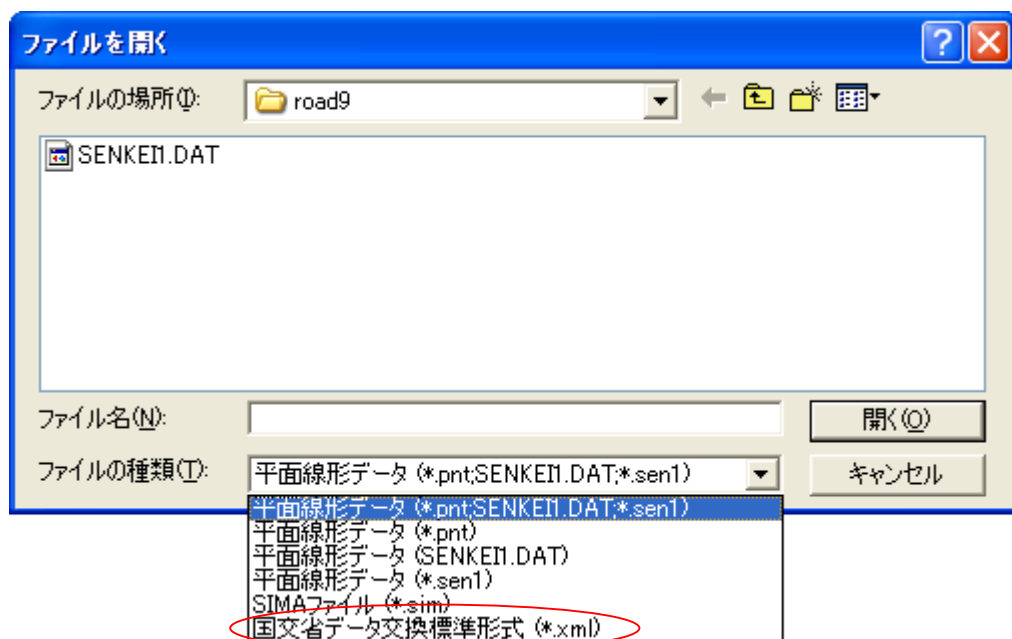 ファイルを開く
ファイルの場所(I):
road9
SENKEI1.DAT
ファイル名(N):
開く(O)
ファイルの種類(T):
平面線形データ (*.pnt;SENKEI1.DAT;*.sen1)
キャンセル
平面線形データ (*.pnt;SENKEI1.DAT;*.sen1)
平面線形データ (*.pnt)
平面線形データ (SENKEI1.DAT)
平面線形データ (*.sen1)
SIMAファイル (*.sim)
国交省データ交換標準形式 (*.xml)